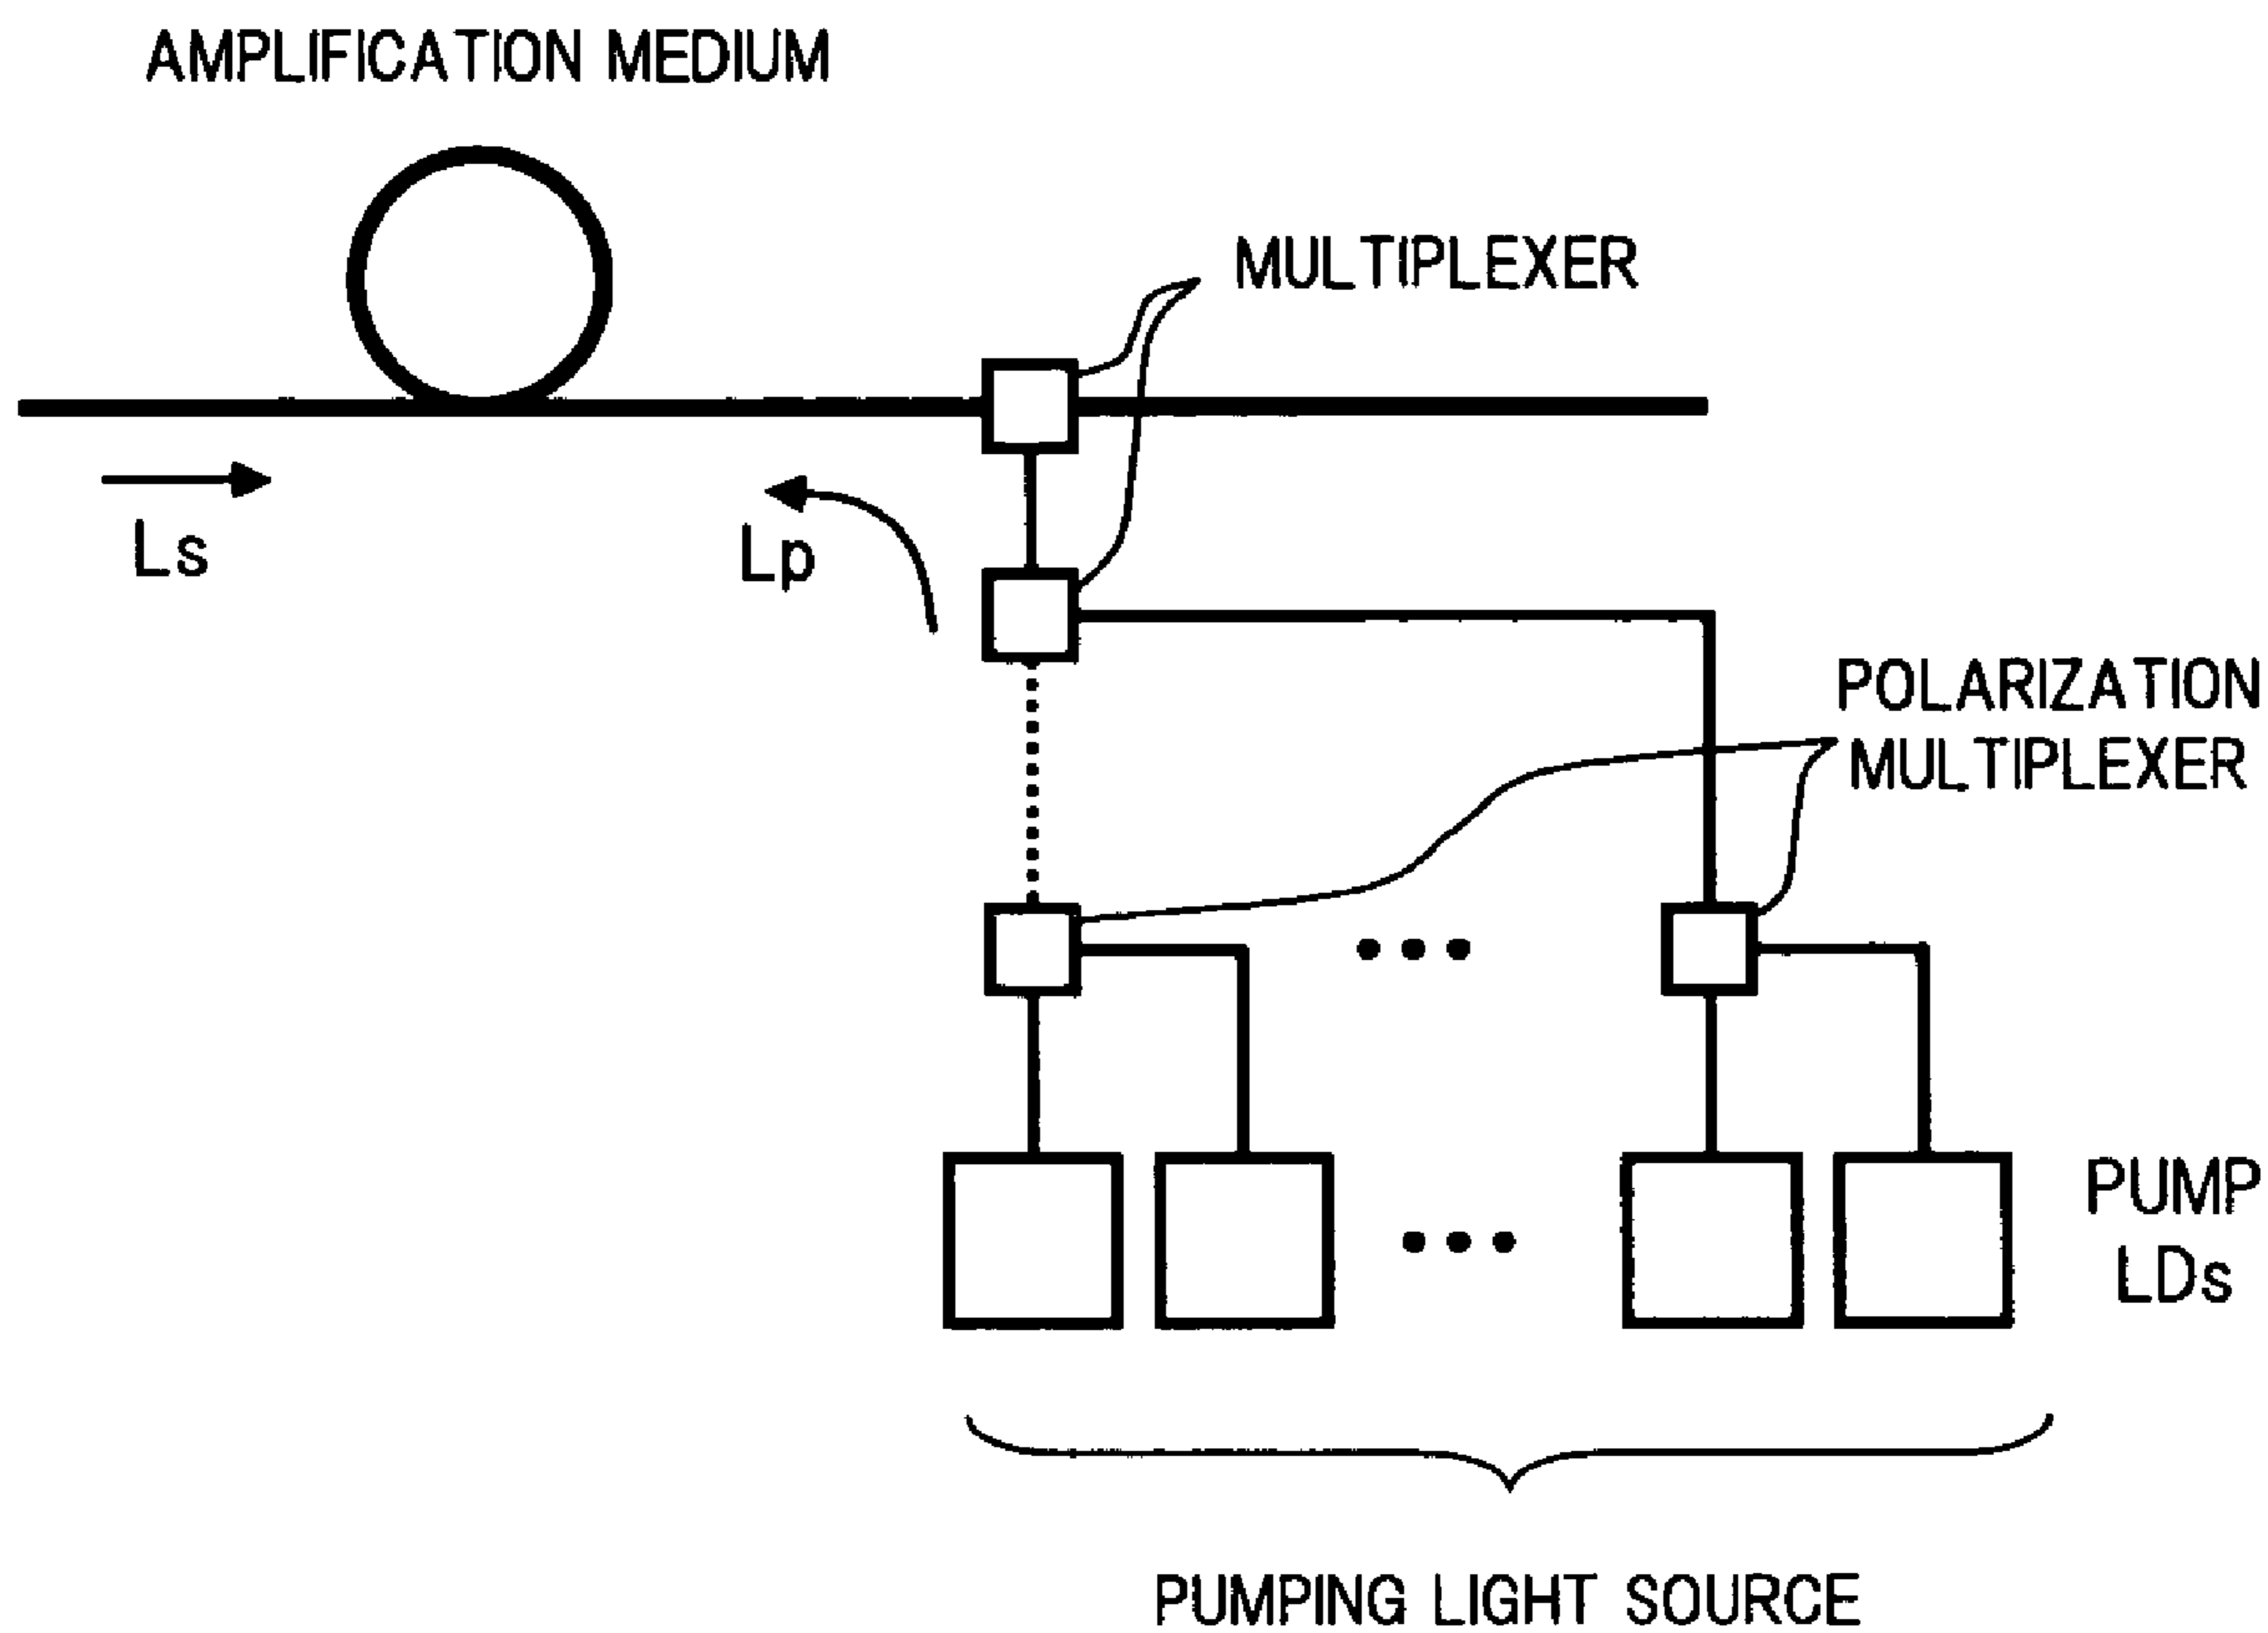 AMPLIFICATION MEDIUM
MULTIPLEXER
Ls
Lp
POLARIZATION
MULTIPLEXER
PUMP
LDs
PUMPING LIGHT SOURCE